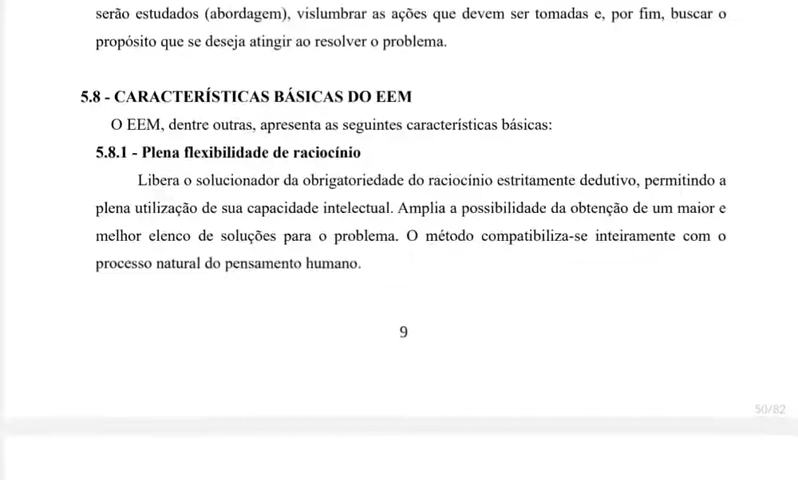 serão estudados (abordagem), vislumbrar as ações que devem ser tomadas e, por fim, buscar o
propósito que se deseja atingir ao resolver o problema.
5.8 - CARACTERÍSTICAS BÁSICAS DO EEM
O EEM, dentre outras, apresenta as seguintes características básicas:
5.8.1 - Plena flexibilidade de raciocínio
Libera o solucionador da obrigatoriedade do raciocínio estritamente dedutivo, permitindo a
plena utilização de sua capacidade intelectual. Amplia a possibilidade da obtenção de um maior e
melhor elenco de soluções para o problema. O método compatibiliza-se inteiramente com o
processo natural do pensamento humano.
9
50/82